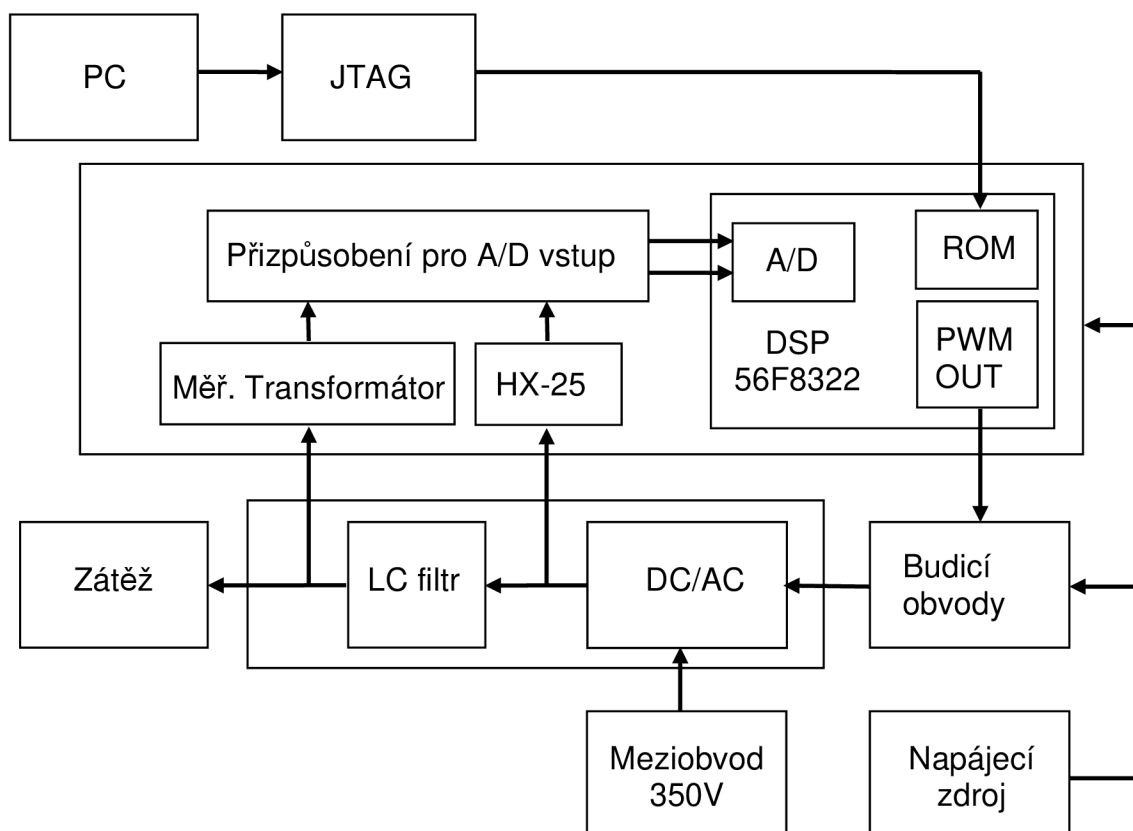 PC
JTAG
Přizpůsobení pro A/D vstup
A/D
ROM
DSP
56F8322
PWM
OUT
Měř. Transformátor
HX-25
Zátěž
LC filtr
DC/AC
Budicí
obvody
Meziobvod
350V
Napájecí
zdroj